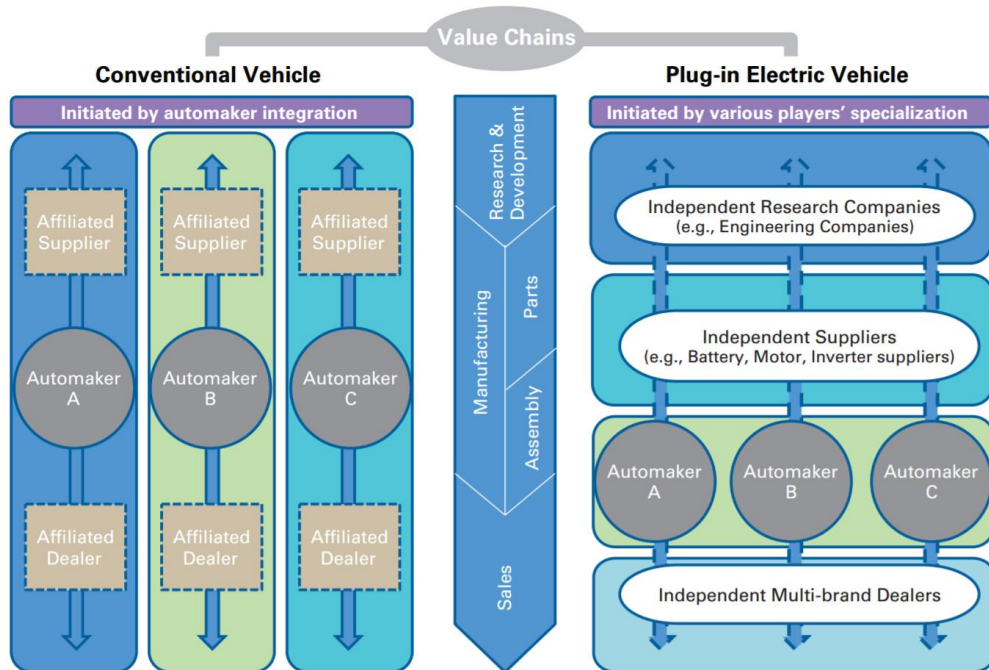 Value Chains
Conventional Vehicle
Initiated by automaker integration
Affiliated
Supplier
Affiliated
Supplier
Affiliated
Supplier
Automaker
A
Automaker
B
Automaker
C
Affiliated
Dealer
Affiliated
Dealer
Affiliated
Dealer
Research &
Development
Manufacturing
Parts
Assembly
Sales
Plug-in Electric Vehicle
Initiated by various players’ specialization
Independent Research Companies
(e.g., Engineering Companies)
Independent Suppliers
(e.g., Battery, Motor, Inverter suppliers)
Automaker
A
Automaker
B
Automaker
C
Independent Multi-brand Dealers